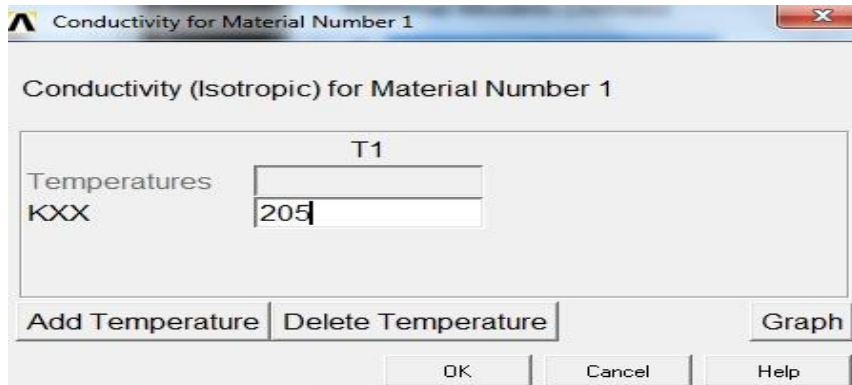 Conductivity for Material Number 1
Conductivity (Isotropic) for Material Number 1
T1
Temperatures
KXX 205
Add Temperature Delete Temperature Graph
OK Cancel Help